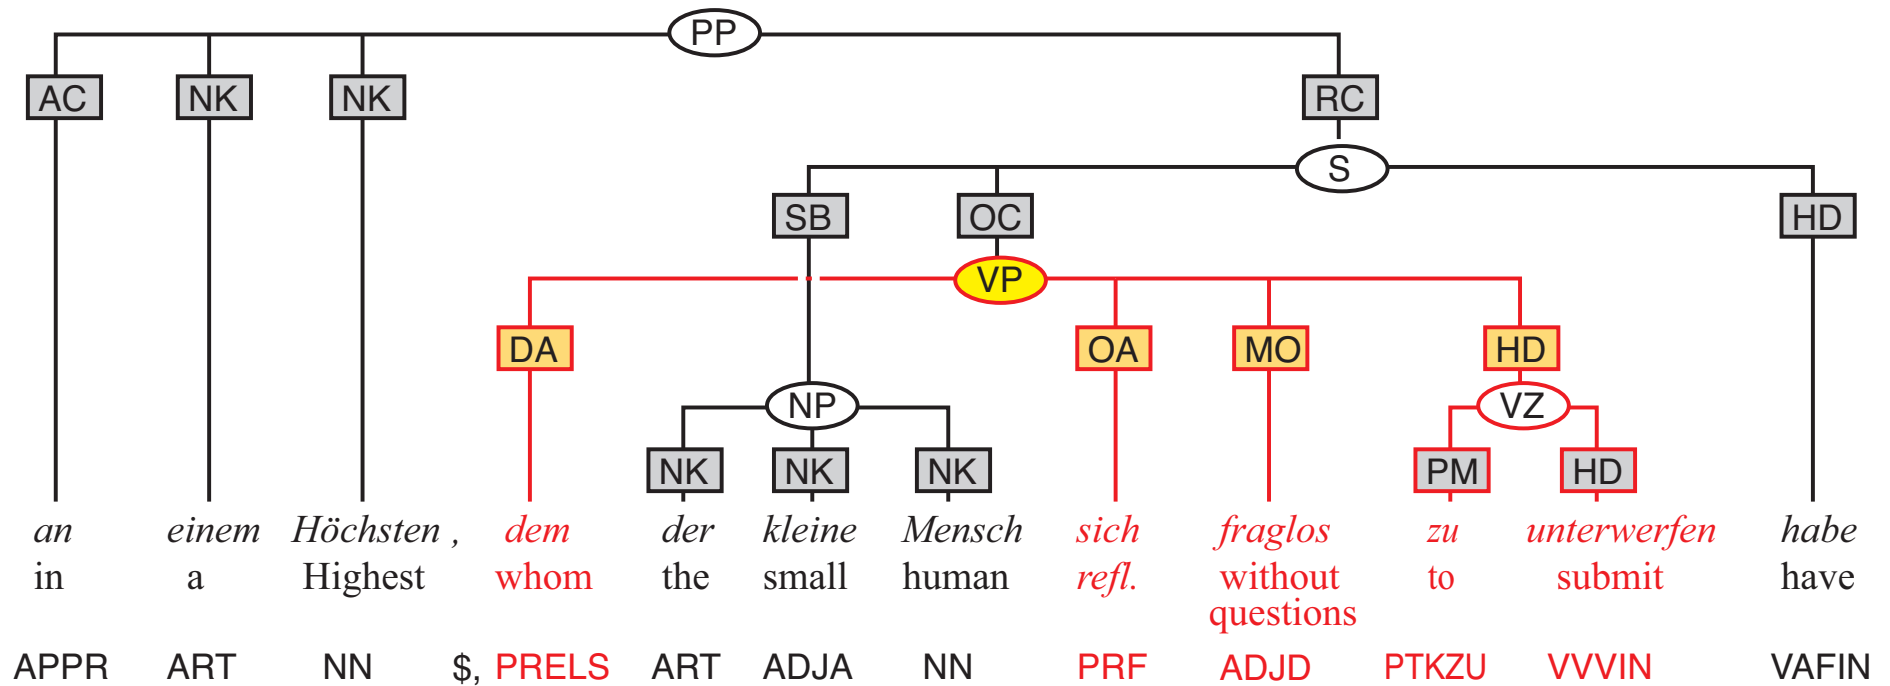 PP
AC NK NK RC
S
SB OC HD
VP
DA OA MO HD
NP VZ
NK NK NK PM HD
an einem Höchsten , dem der kleine Mensch sich fraglos zu unterwerfen habe
in a Highest whom the small human refl. without to submit have
questions
APPR ART NN $, PRELS ART ADJA NN PRF ADJD PTKZU VVVIN VAFIN